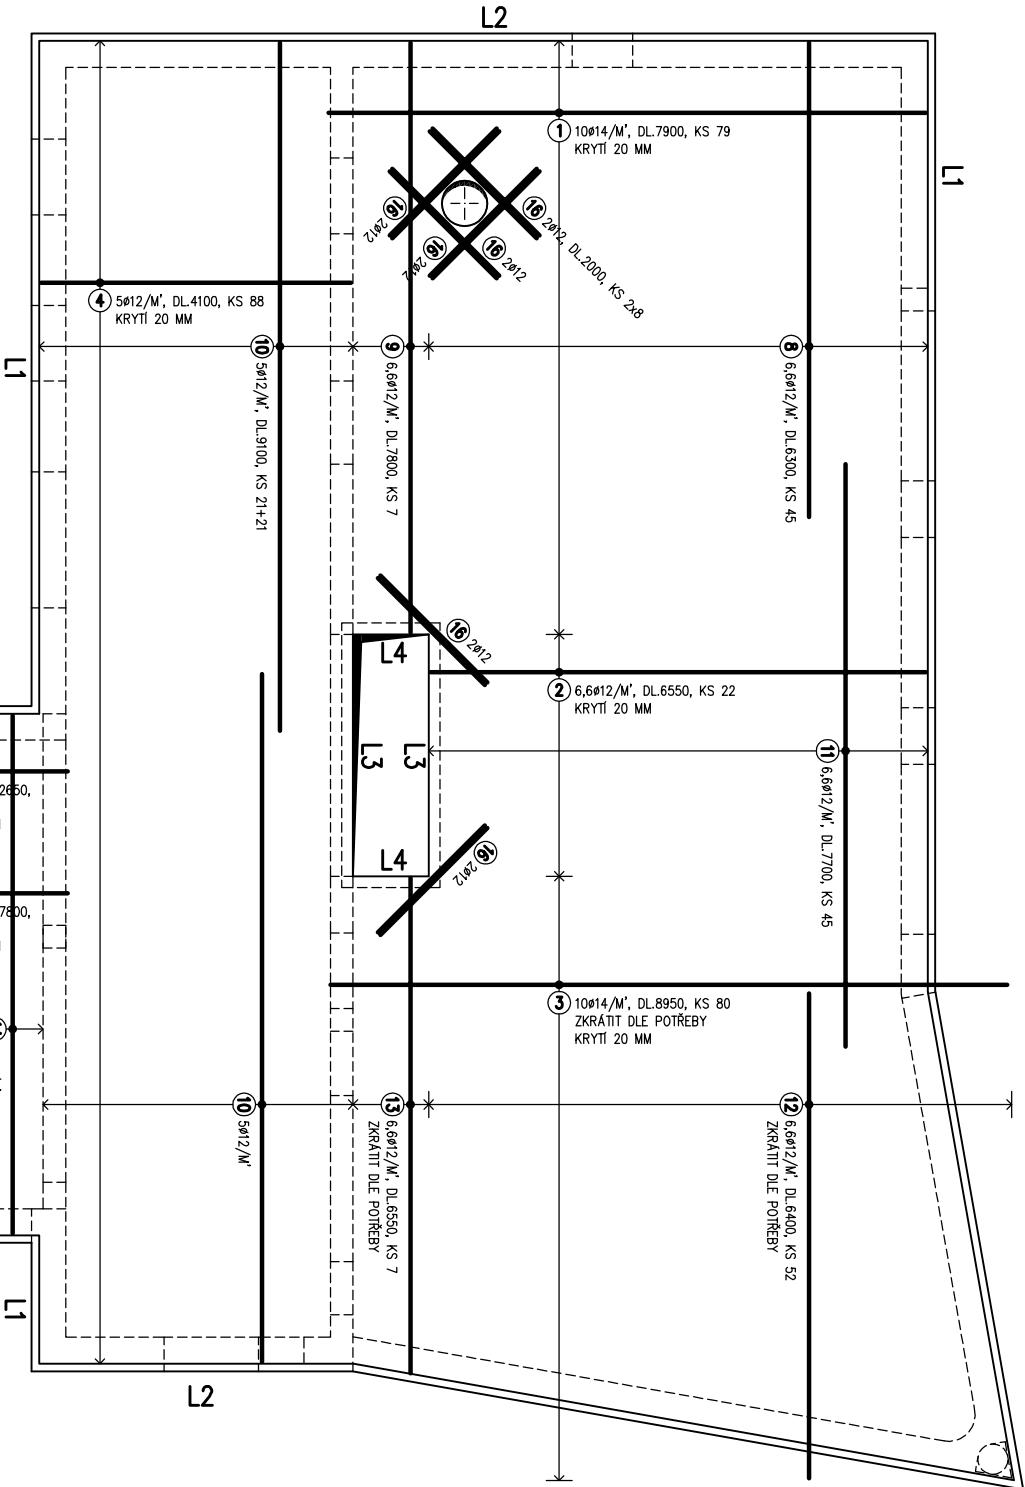 L2
L1
1
10ø14/M', DL.7900, KS 79
KRYTÍ 20 MM
16
2ø12
16
2ø12
16
2ø12
16
2ø12, DL.2000, KS 2x8
4
5ø12/M', DL.4100, KS 88
KRYTÍ 20 MM
L1
10
5ø12/M', DL.9100, KS 21+21
9
6,6ø12/M', DL.7800, KS 7
8
6,6ø12/M', DL.6300, KS 45
16
2ø12
L4
2
6,6ø12/M', DL.6550, KS 22
KRYTÍ 20 MM
L3
L3
11
6,6ø12/M', DL.7700, KS 45
2650,
L4
16
2ø12
7800,
3
10ø14/M', DL.8950, KS 80
ZKRÁTIT DLE POTŘEBY
KRYTÍ 20 MM
10
5ø12/M'
13
6,6ø12/M', DL.6550, KS 7
ZKRÁTIT DLE POTŘEBY
12
6,6ø12/M', DL.6400, KS 52
ZKRÁTIT DLE POTŘEBY
L1
L2